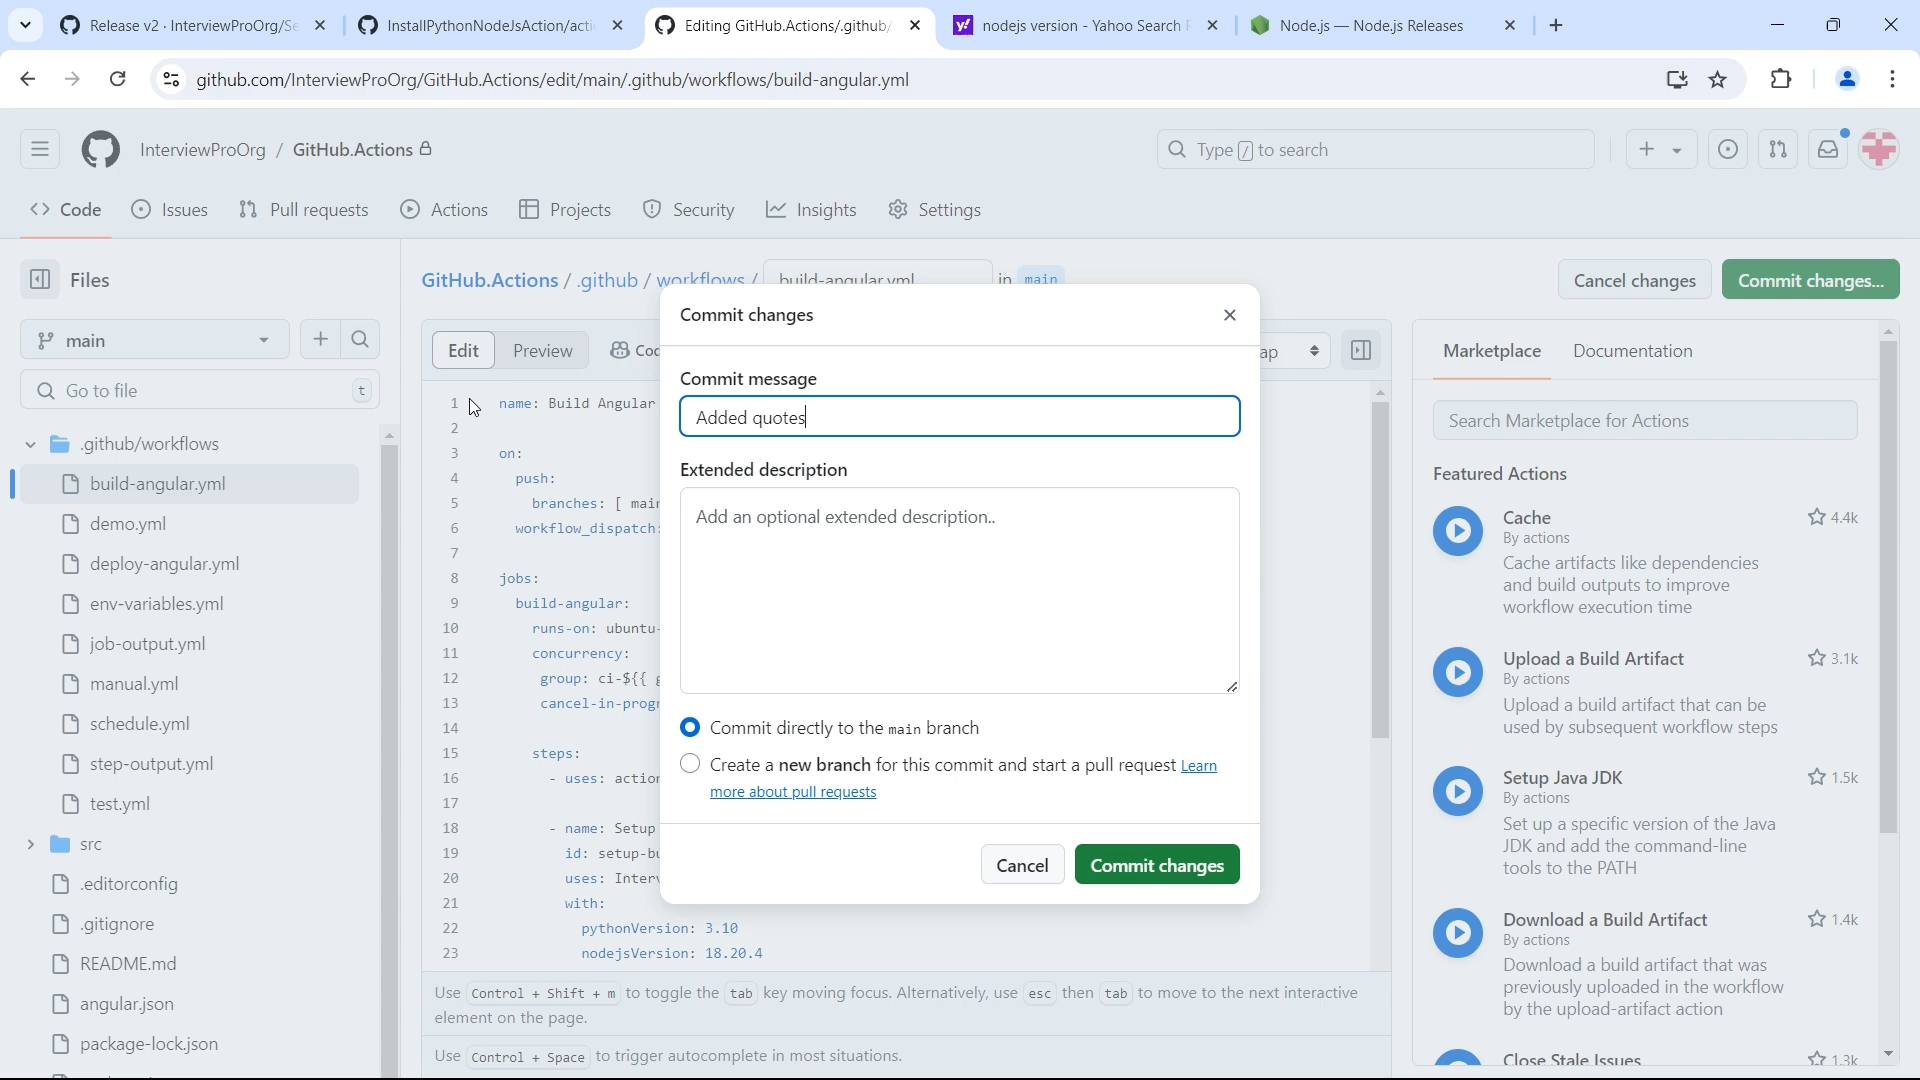 Release v2 · InterviewProOrg/Se
InstallPythonNodeJsAction/acti
Editing GitHub.Actions/.github/
nodejs version - Yahoo Search R
Node.js — Node.js Releases
github.com/InterviewProOrg/GitHub.Actions/edit/main/.github/workflows/build-angular.yml
InterviewProOrg / GitHub.Actions
Type / to search
Code
Issues
Pull requests
Actions
Projects
Security
Insights
Settings
Files
GitHub.Actions / .github / workflows / build-angular.yml in main
Cancel changes
Commit changes...
main
Go to file
t
.github/workflows
build-angular.yml
demo.yml
deploy-angular.yml
env-variables.yml
job-output.yml
manual.yml
schedule.yml
step-output.yml
test.yml
src
.editorconfig
.gitignore
README.md
angular.json
package-lock.json
Edit
Preview
Coc
ap
1 name: Build Angular
2
3 on:
4 push:
5 branches: [ main
6 workflow_dispatch:
7
8 jobs:
9 build-angular:
10 runs-on: ubuntu-
11 concurrency:
12 group: ci-${{ g
13 cancel-in-progr
14
15 steps:
16 - uses: action
17
18 - name: Setup
19 id: setup-bu
20 uses: Interv
21 with:
22 pythonVersion: 3.10
23 nodejsVersion: 18.20.4
Use Control + Shift + m to toggle the tab key moving focus. Alternatively, use esc then tab to move to the next interactive
element on the page.
Use Control + Space to trigger autocomplete in most situations.
Commit changes
Commit message
Added quotes
Extended description
Add an optional extended description..
Commit directly to the main branch
Create a new branch for this commit and start a pull request Learn
more about pull requests
Cancel
Commit changes
Marketplace
Documentation
Search Marketplace for Actions
Featured Actions
Cache
4.4k
By actions
Cache artifacts like dependencies
and build outputs to improve
workflow execution time
Upload a Build Artifact
3.1k
By actions
Upload a build artifact that can be
used by subsequent workflow steps
Setup Java JDK
1.5k
By actions
Set up a specific version of the Java
JDK and add the command-line
tools to the PATH
Download a Build Artifact
1.4k
By actions
Download a build artifact that was
previously uploaded in the workflow
by the upload-artifact action
Close Stale Issues
1.3k